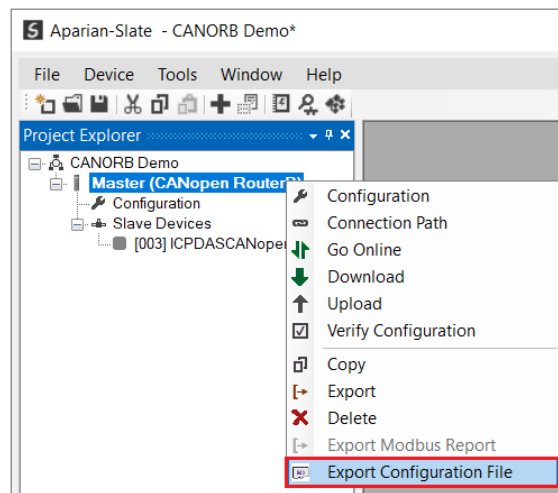 Aparian-Slate - CANORB Demo*
File Device Tools Window Help
Project Explorer
CANORB Demo
Master (CANopen Router
Configuration
Slave Devices
[003] ICPDASCANoper
Configuration
Connection Path
Go Online
Download
Upload
Verify Configuration
Copy
Export
Delete
Export Modbus Report
Export Configuration File